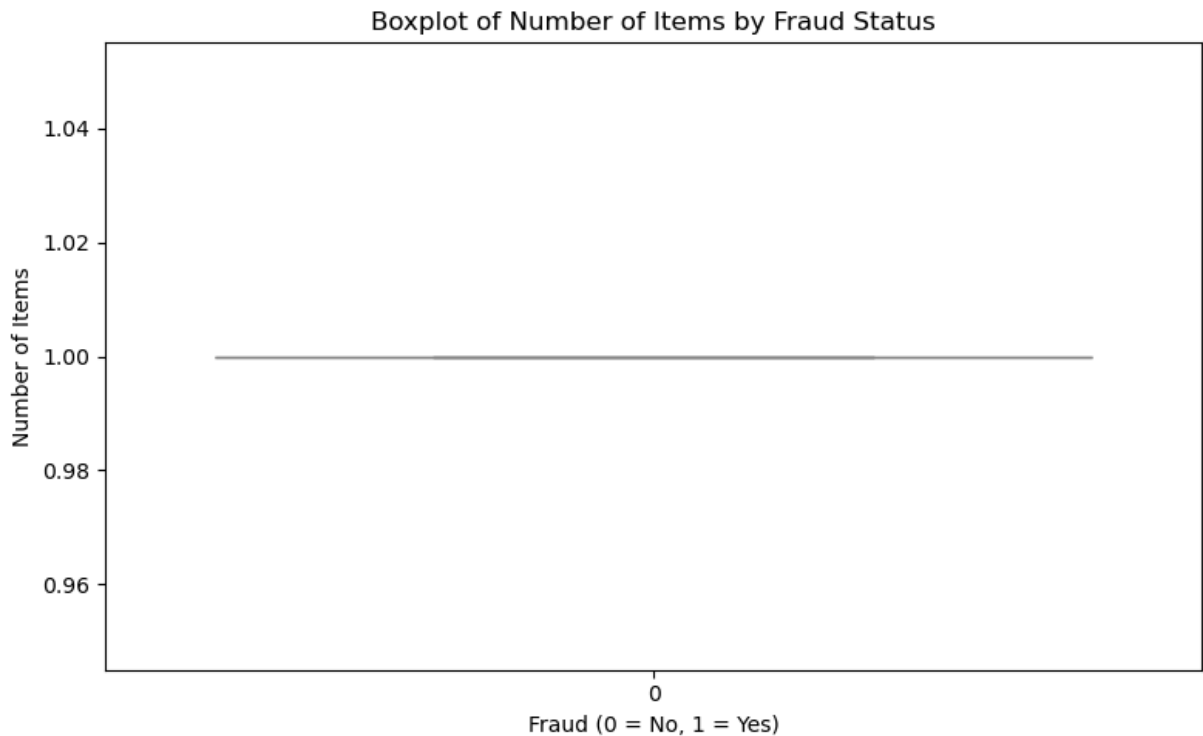 Boxplot of Number of Items by Fraud Status
1.04
1.02
1.00
0.98
0.96
Number of Items
0
Fraud (0 = No, 1 = Yes)